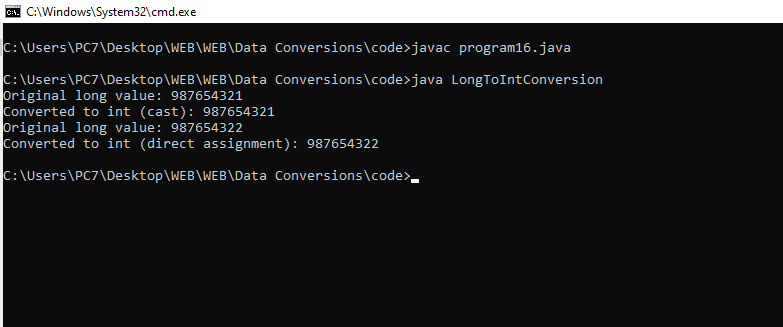 C:\Windows\System32\cmd.exe
C:\Users\PC7\Desktop\WEB\WEB\Data Conversions\code>javac program16.java
C:\Users\PC7\Desktop\WEB\WEB\Data Conversions\code>java LongToIntConversion
Original long value: 987654321
Converted to int (cast): 987654321
Original long value: 987654322
Converted to int (direct assignment): 987654322
C:\Users\PC7\Desktop\WEB\WEB\Data Conversions\code>